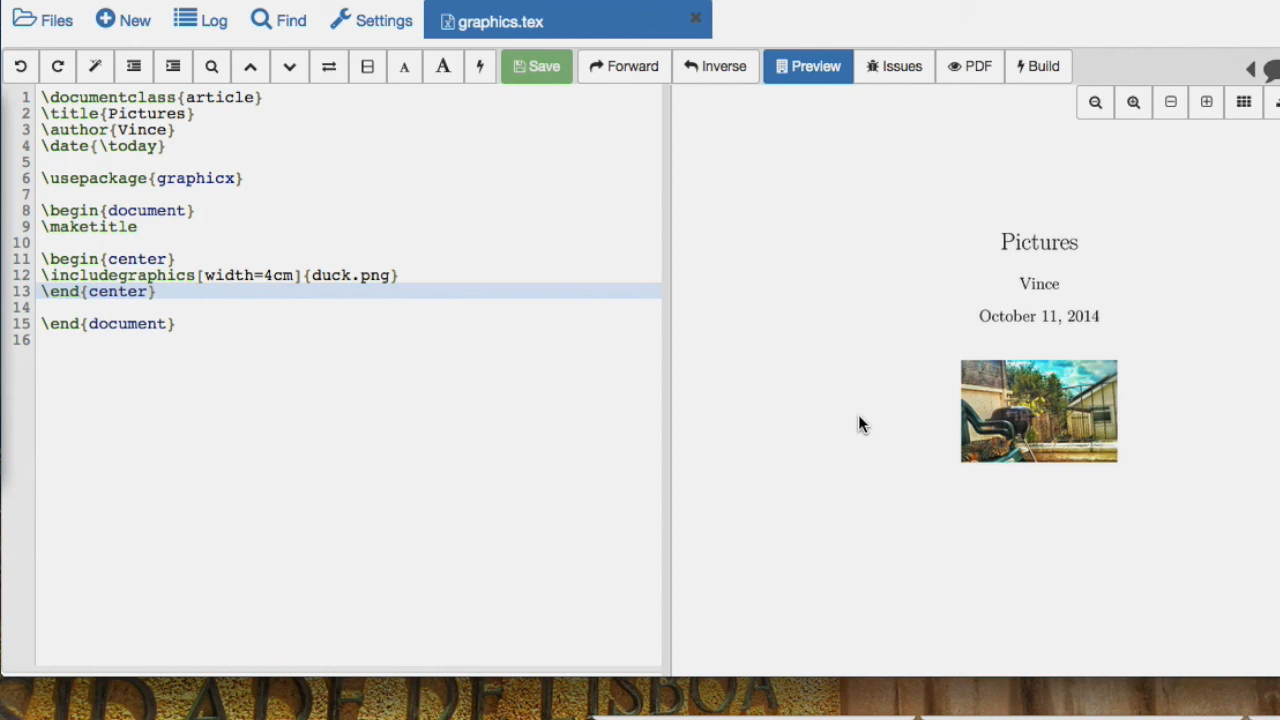 Files New Log Find Settings graphics.tex
Save Forward Inverse Preview Issues PDF Build
1 \documentclass{article}
2 \title{Pictures}
3 \author{Vince}
4 \date{\today}
5
6 \usepackage{graphicx}
7
8 \begin{document}
9 \maketitle
10
11 \begin{center}
12 \includegraphics[width=4cm]{duck.png}
13 \end{center}
14
15 \end{document}
16
Pictures
Vince
October 11, 2014
IDADE DE LISBOA